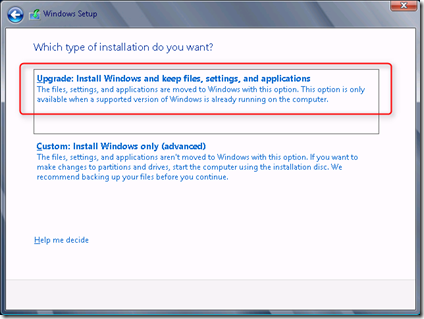 Windows Setup
Which type of installation do you want?
Upgrade: Install Windows and keep files, settings, and applications
The files, settings, and applications are moved to Windows with this option. This option is only
available when a supported version of Windows is already running on the computer.
Custom: Install Windows only (advanced)
The files, settings, and applications aren't moved to Windows with this option. If you want to
make changes to partitions and drives, start the computer using the installation disc. We
recommend backing up your files before you continue.
Help me decide